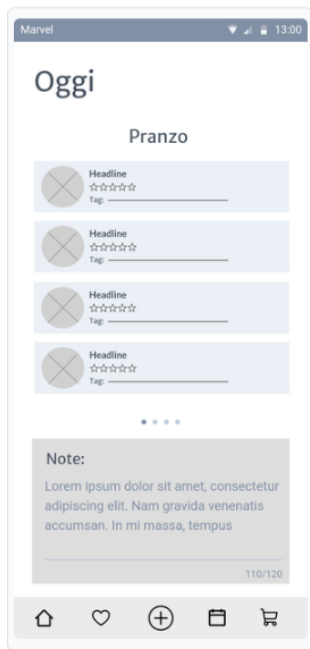 Marvel 13:00
Oggi
Pranzo
Headline
Tag:
Headline
Tag:
Headline
Tag:
Headline
Tag:
Note:
Lorem ipsum dolor sit amet, consectetur
adipiscing elit. Nam gravida venenatis
accumsan. In mi massa, tempus
110/120